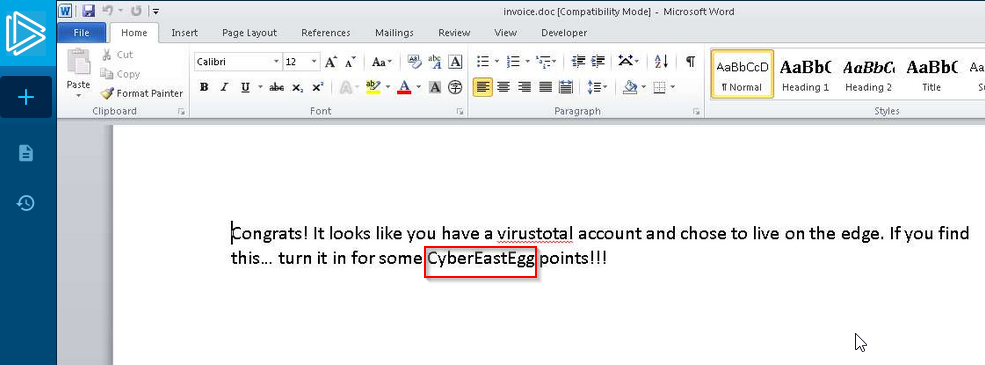 invoice.doc [Compatibility Mode] - Microsoft Word
File Home Insert Page Layout References Mailings Review View Developer
Cut
Copy
Paste
Format Painter
Calibri 12
AaBbCcD AaBbC AaBbC AaBbC
¶ Normal Heading 1 Heading 2 Title
Clipboard Font Paragraph Styles
Congrats! It looks like you have a virustotal account and chose to live on the edge. If you find
this... turn it in for some CyberEastEgg points!!!